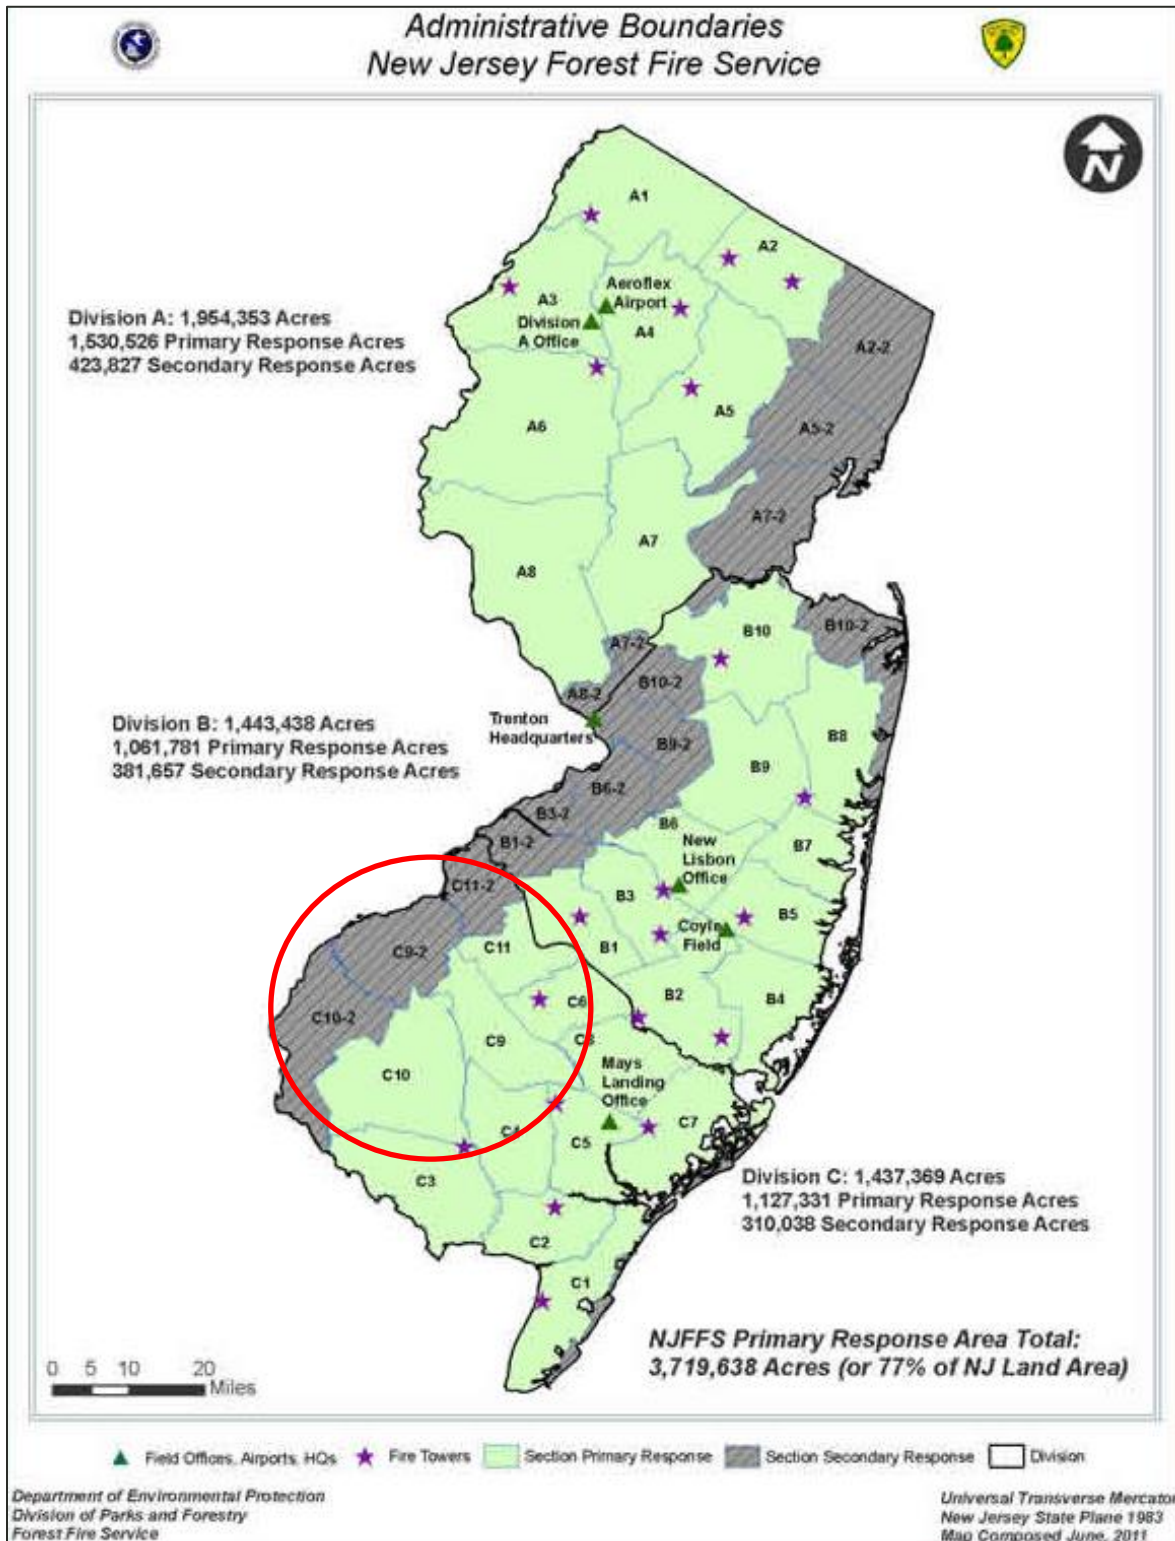 Administrative Boundaries
New Jersey Forest Fire Service
N
A1
A2
Aeroflex
Airport
A3
Division
A Office
A4
Division A: 1,954,353 Acres
1,530,526 Primary Response Acres
423,827 Secondary Response Acres
A2-2
A5
A6
A5-2
A7-2
A7
A8
B10
B10-2
A7-2
B10-2
A8-2
Trenton
Headquarters
Division B: 1,443,438 Acres
1,061,781 Primary Response Acres
381,657 Secondary Response Acres
B9-2
B8
B9
B6-2
B3-2
B6
B1-2
New
Lisbon
Office
B7
C11-2
B3
B5
Coyle
Field
C11
B1
C9-2
B2
B4
C6
C10-2
C9
C8
C10
Mays
Landing
Office
C4
C5
C7
C3
Division C: 1,437,369 Acres
1,127,331 Primary Response Acres
310,038 Secondary Response Acres
C2
C1
NJFFS Primary Response Area Total:
3,719,638 Acres (or 77% of NJ Land Area)
0 5 10 20
Miles
Field Offices, Airports, HQs
Fire Towers
Section Primary Response
Section Secondary Response
Division
Department of Environmental Protection
Division of Parks and Forestry
Forest Fire Service
Universal Transverse Mercator
New Jersey State Plane 1983
Map Composed June, 2011